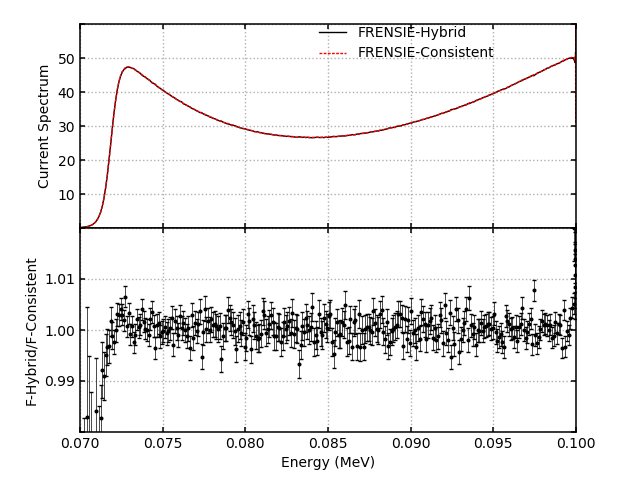 FRENSIE-Hybrid
FRENSIE-Consistent
50
40
30
20
10
Current Spectrum
1.01
1.00
0.99
F-Hybrid/F-Consistent
0.070 0.075 0.080 0.085 0.090 0.095 0.100
Energy (MeV)